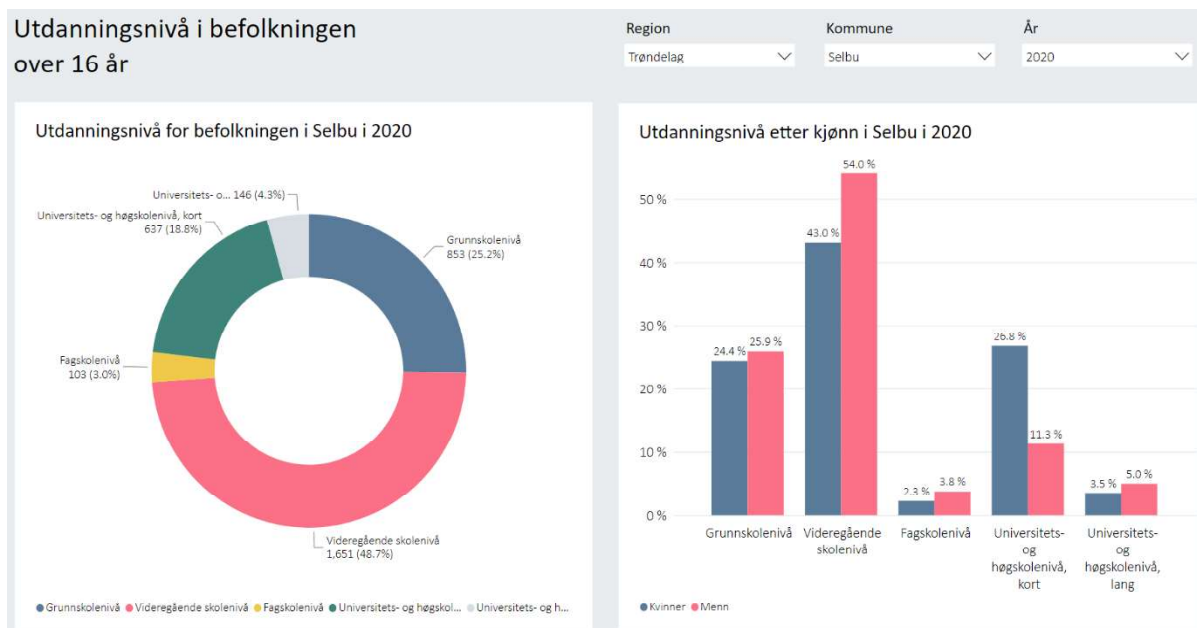 Utdanningsnivå i befolkningen
over 16 år
Region
Kommune
År
Trøndelag
Selbu
2020
Utdanningsnivå for befolkningen i Selbu i 2020
Universitets- o... 146 (4.3%)
Universitets- og høgskolenivå, kort
637 (18.8%)
Grunnskolenivå
853 (25.2%)
Fagskolenivå
103 (3.0%)
Videregående skolenivå
1,651 (48.7%)
Grunnskolenivå Videregående skolenivå Fagskolenivå Universitets- og høgskol... Universitets- og h...
Utdanningsnivå etter kjønn i Selbu i 2020
50 %
40 %
30 %
20 %
10 %
0 %
24.4 %
25.9 %
43.0 %
54.0 %
2.3 %
3.8 %
26.8 %
11.3 %
3.5 %
5.0 %
Grunnskolenivå
Videregående
skolenivå
Fagskolenivå
Universitets-
og
høgskolenivå,
kort
Universitets-
og
høgskolenivå,
lang
Kvinner Menn